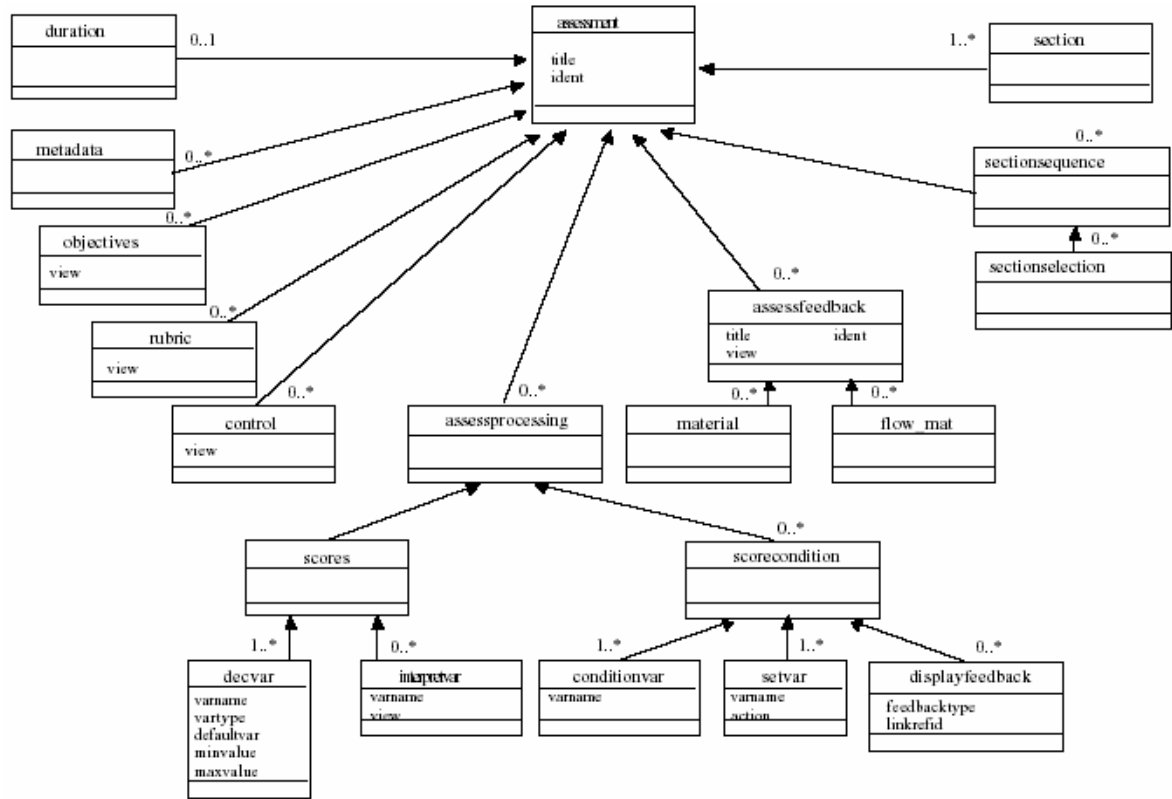 duration
0..1
assessment
title
ident
1..*
section
metadata
0..*
0..*
sectionsequence
0..*
objectives
view
0..*
sectionselection
0..*
rubric
view
0..*
assessfeedback
title ident
view
0..*
control
view
0..*
assessprocessing
0..*
material
0..*
flow_mat
scores
0..*
scorecondition
1..*
0..*
1..*
1..*
0..*
decvar
varname
vartype
defaultvar
minvalue
maxvalue
interpretvar
varname
view
conditionvar
varname
setvar
varname
action
displayfeedback
feedbacktype
linkrefid